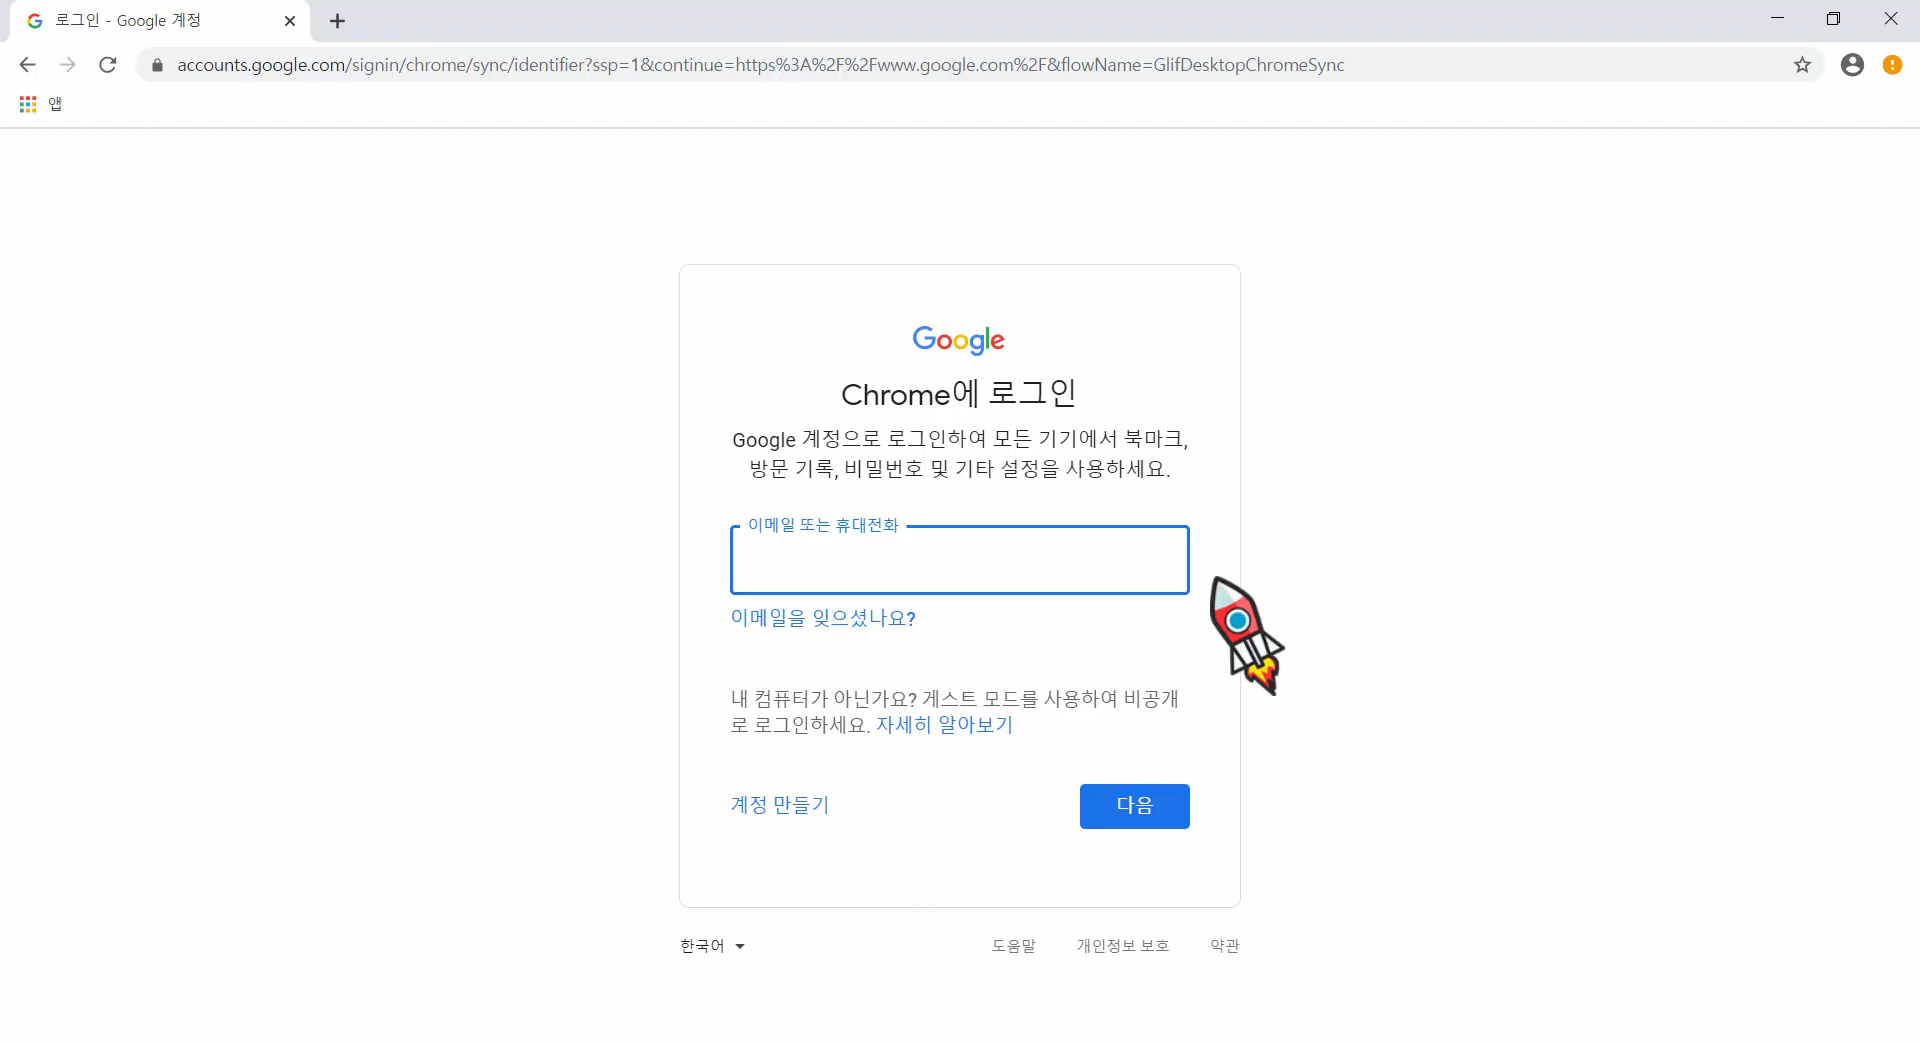 로그인 - Google 계정
accounts.google.com/signin/chrome/sync/identifier?ssp=1&continue=https%3A%2F%2Fwww.google.com%2F&flowName=GlifDesktopChromeSync
앱
Google
Chrome에 로그인
Google 계정으로 로그인하여 모든 기기에서 북마크,
방문 기록, 비밀번호 및 기타 설정을 사용하세요.
이메일 또는 휴대전화
이메일을 잊으셨나요?
내 컴퓨터가 아닌가요? 게스트 모드를 사용하여 비공개
로 로그인하세요. 자세히 알아보기
계정 만들기
다음
한국어
도움말
개인정보 보호
약관